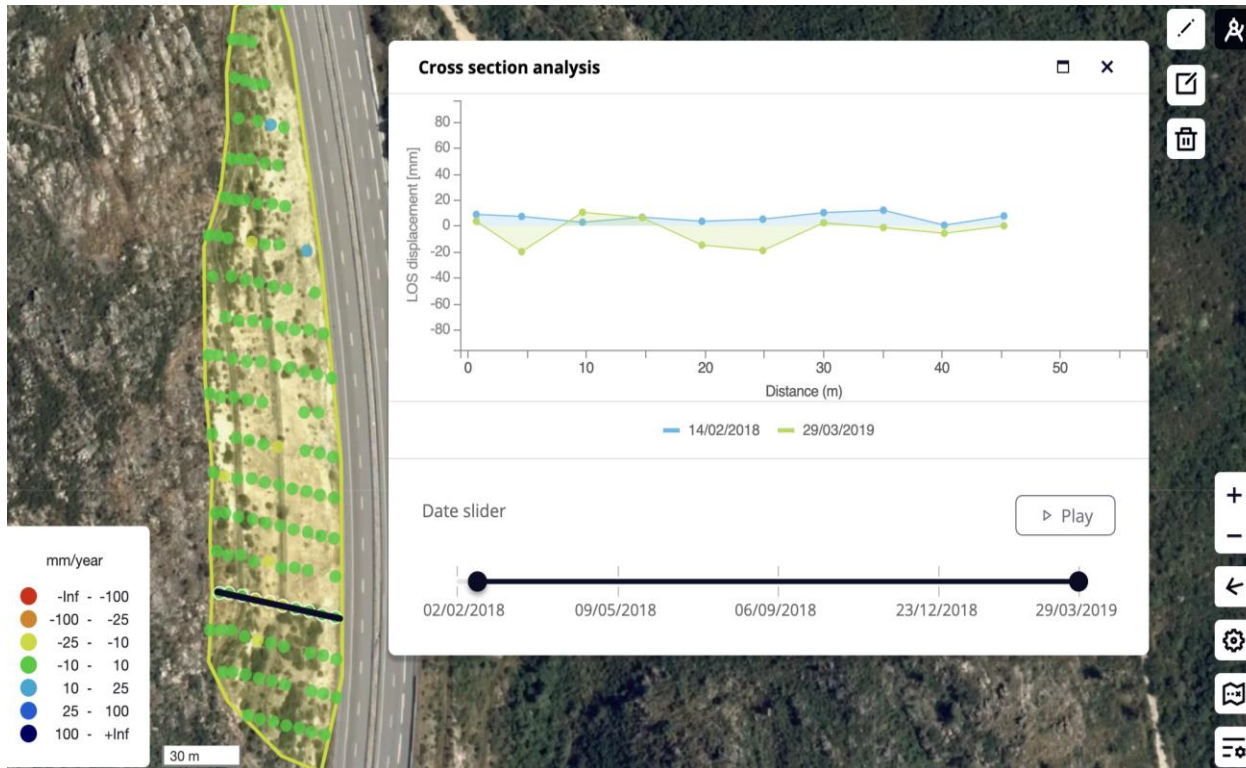 Cross section analysis
80
60
40
20
0
-20
-40
-60
-80
LOS displacement [mm]
0 10 20 30 40 50
Distance (m)
14/02/2018 29/03/2019
Date slider
Play
02/02/2018 09/05/2018 06/09/2018 23/12/2018 29/03/2019
mm/year
-Inf - -100
-100 - -25
-25 - -10
-10 - 10
10 - 25
25 - 100
100 - +Inf
30 m